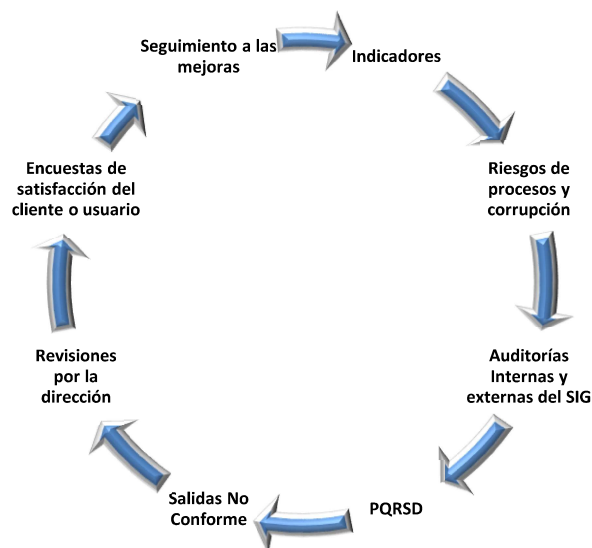 Seguimiento a las
mejoras
Indicadores
Riesgos de
procesos y
corrupción
Auditorías
Internas y
externas del SIG
PQRSD
Salidas No
Conforme
Revisiones
por la
dirección
Encuestas de
satisfacción del
cliente o usuario